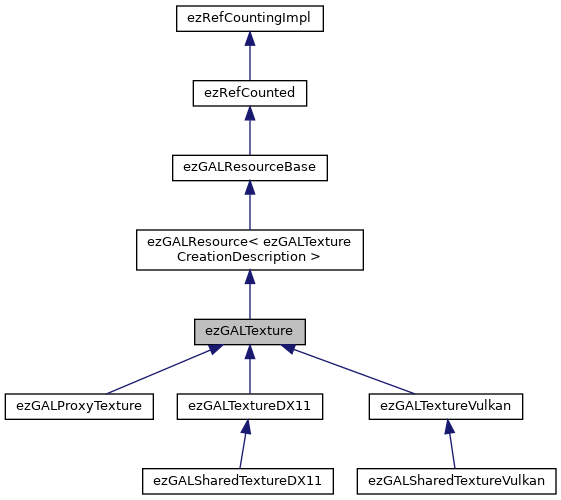 ezRefCountingImpl
ezRefCounted
ezGALResourceBase
ezGALResource< ezGALTexture
CreationDescription >
ezGALTexture
ezGALProxyTexture
ezGALTextureDX11
ezGALTextureVulkan
ezGALSharedTextureDX11
ezGALSharedTextureVulkan